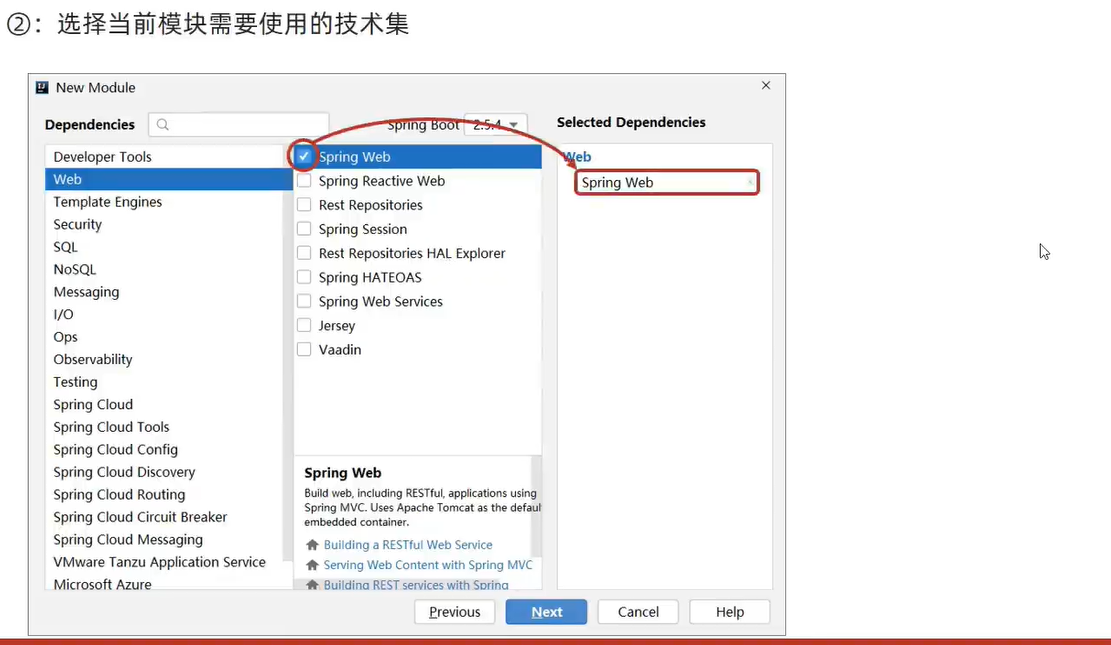 ②：选择当前模块需要使用的技术集
New Module
Dependencies
Spring Boot 2.5.4
Selected Dependencies
Developer Tools
Web
Template Engines
Security
SQL
NoSQL
Messaging
I/O
Ops
Observability
Testing
Spring Cloud
Spring Cloud Tools
Spring Cloud Config
Spring Cloud Discovery
Spring Cloud Routing
Spring Cloud Circuit Breaker
Spring Cloud Messaging
VMware Tanzu Application Service
Microsoft Azure
Spring Web
Spring Reactive Web
Rest Repositories
Spring Session
Rest Repositories HAL Explorer
Spring HATEOAS
Spring Web Services
Jersey
Vaadin
Spring Web
Build web, including RESTful, applications using
Spring MVC. Uses Apache Tomcat as the defaul
embedded container.
Building a RESTful Web Service
Serving Web Content with Spring MVC
Building REST services with Spring
Web
Spring Web
Previous
Next
Cancel
Help